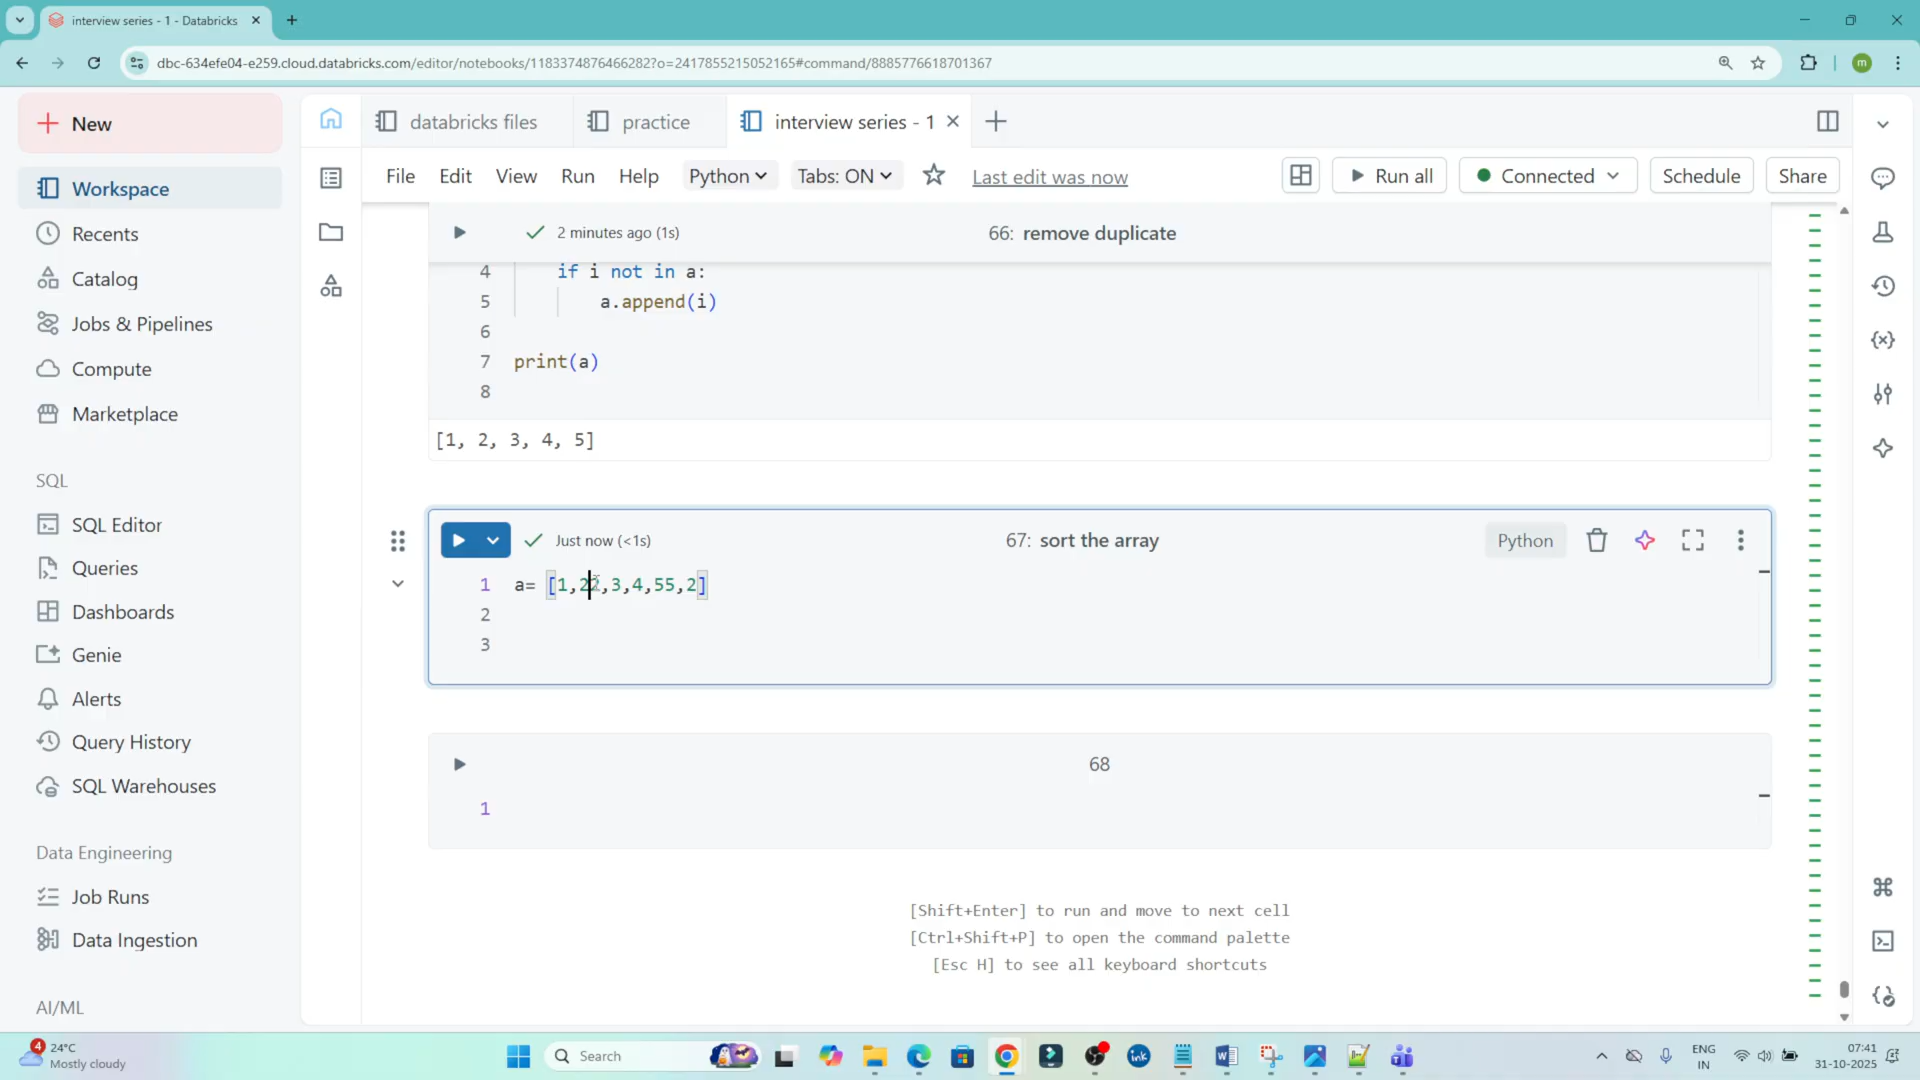 interview series - 1 - Databricks
dbc-634efe04-e259.cloud.databricks.com/editor/notebooks/1183374876466282?o=2417855215052165#command/8885776618701367
m
New
databricks files
practice
interview series - 1
File Edit View Run Help Python Tabs: ON Last edit was now
Run all
Connected
Schedule
Share
Workspace
Recents
Catalog
Jobs & Pipelines
Compute
Marketplace
SQL
SQL Editor
Queries
Dashboards
Genie
Alerts
Query History
SQL Warehouses
Data Engineering
Job Runs
Data Ingestion
AI/ML
2 minutes ago (1s)
66: remove duplicate
4 if i not in a:
5 a.append(i)
6
7 print(a)
8
[1, 2, 3, 4, 5]
Just now (<1s)
67: sort the array
Python
1 a= [1,22,3,4,55,2]
2
3
68
1
[Shift+Enter] to run and move to next cell
[Ctrl+Shift+P] to open the command palette
[Esc H] to see all keyboard shortcuts
4
24°C
Mostly cloudy
Search
ink
ENG
IN
07:41
31-10-2025